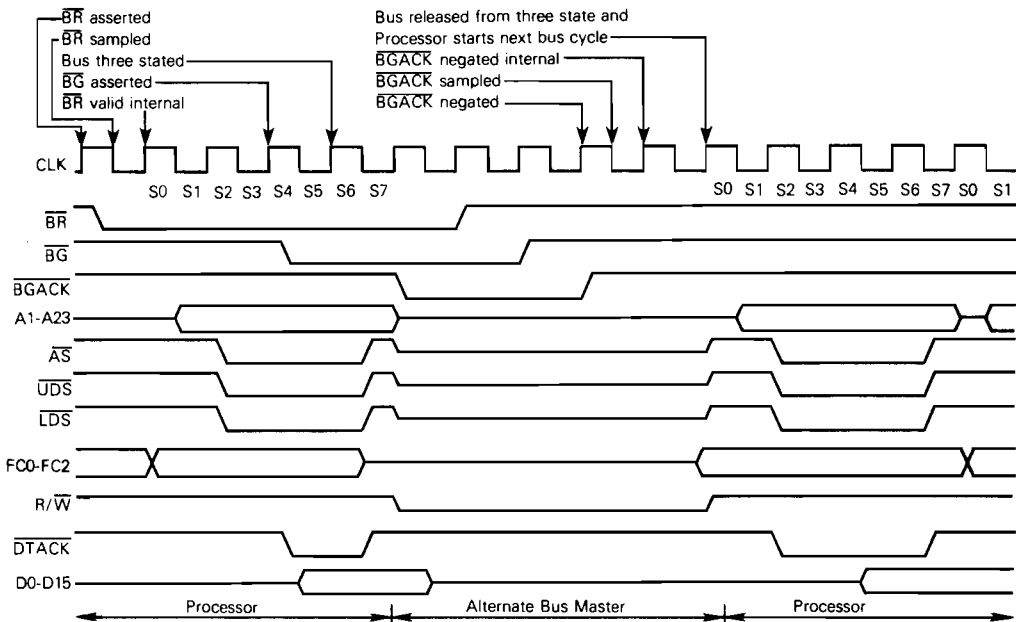 BR asserted
BR sampled
Bus three stated
BG asserted
BR valid internal
Bus released from three state and
Processor starts next bus cycle
BGACK negated internal
BGACK sampled
BGACK negated
CLK
S0 S1 S2 S3 S4 S5 S6 S7 S0 S1 S2 S3 S4 S5 S6 S7 S0 S1
BR
BG
BGACK
A1-A23
AS
UDS
LDS
FC0-FC2
R/W
DTACK
D0-D15
Processor Alternate Bus Master Processor